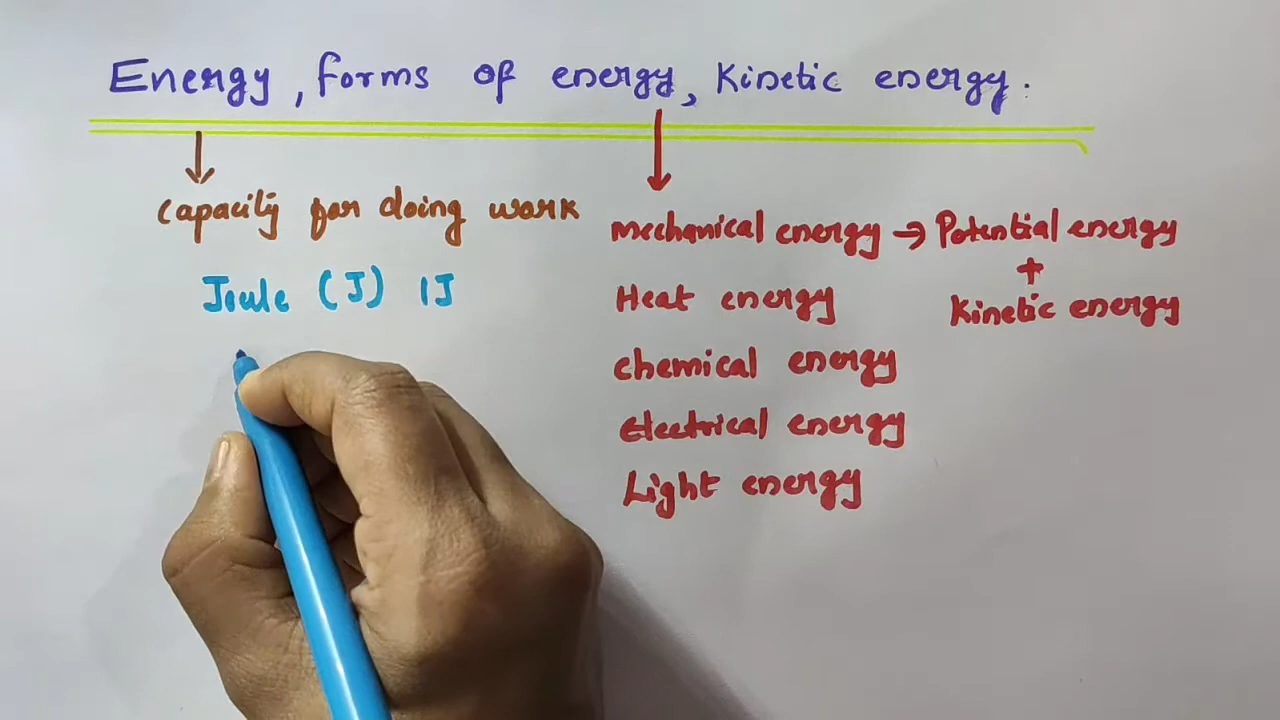 Energy, forms of energy, Kinetic energy.
Capacity for doing work
Joule (J) 1J
Mechanical energy → Potential energy
+
Kinetic energy
Heat energy
chemical energy
Electrical energy
Light energy